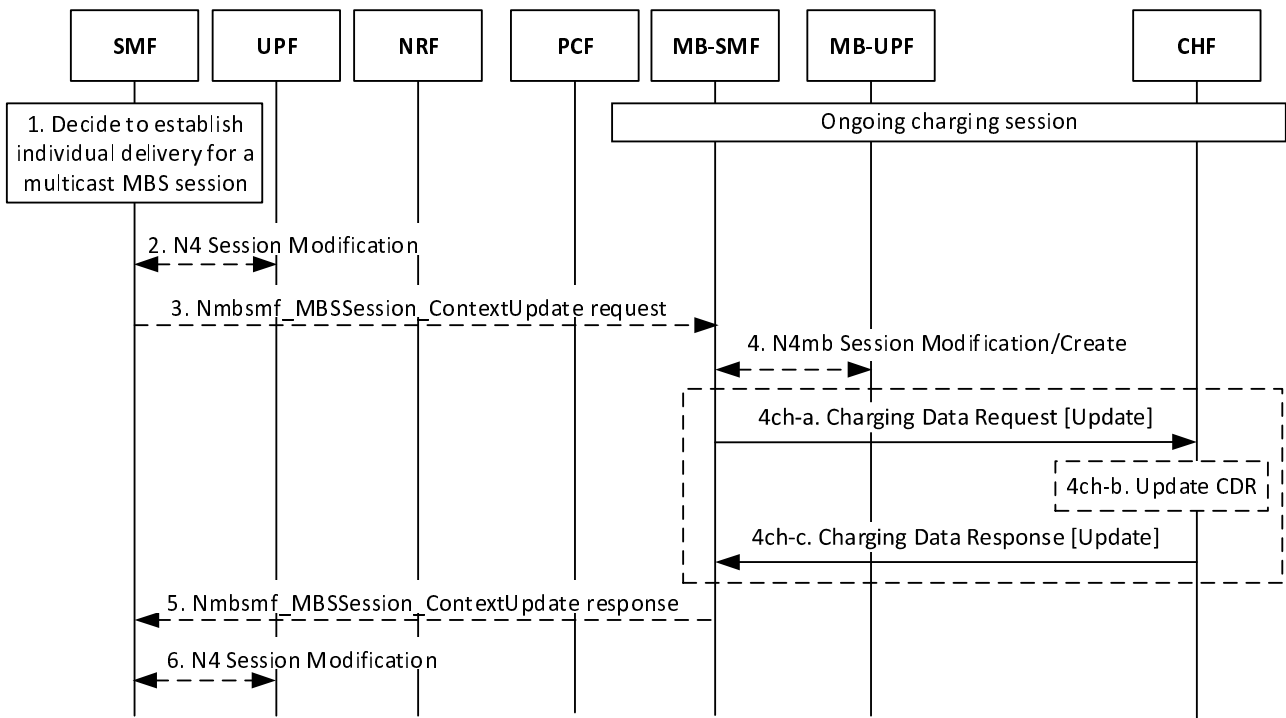 SMF
UPF
NRF
PCF
MB-SMF
MB-UPF
CHF
1. Decide to establish
individual delivery for a
multicast MBS session
Ongoing charging session
2. N4 Session Modification
3. Nmbsmf_MBSSession_ContextUpdate request
4. N4mb Session Modification/Create
4ch-a. Charging Data Request [Update]
4ch-b. Update CDR
4ch-c. Charging Data Response [Update]
5. Nmbsmf_MBSSession_ContextUpdate response
6. N4 Session Modification